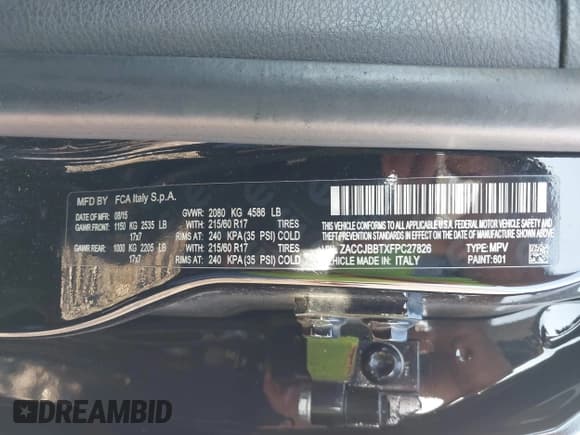 MFD BY FCA Italy S.p.A.
DATE MFD: 08/15 GVWR: 2080 KG 4586 LB
GAWR FRONT: 1150 KG 2535 LB WITH: 215/60 R17 TIRES
17x7 RIMS AT: 240 KPA (35 PSI) COLD
GAWR REAR: 1000 KG 2205 LB WITH: 215/60 R17 TIRES
17x7 RIMS AT: 240 KPA (35 PSI) COLD
THIS VEHICLE CONFORMS TO ALL APPLICABLE U.S.A. FEDERAL MOTOR VEHICLE SAFETY, BUMPER AND
THEFT PREVENTION STANDARDS IN EFFECT ON THE DATE OF MANUFACTURE SHOWN ABOVE.
VIN: ZACCJBBTXFPC27826 TYPE: MPV
VEHICLE MADE IN: ITALY PAINT: 601
DREAMBID